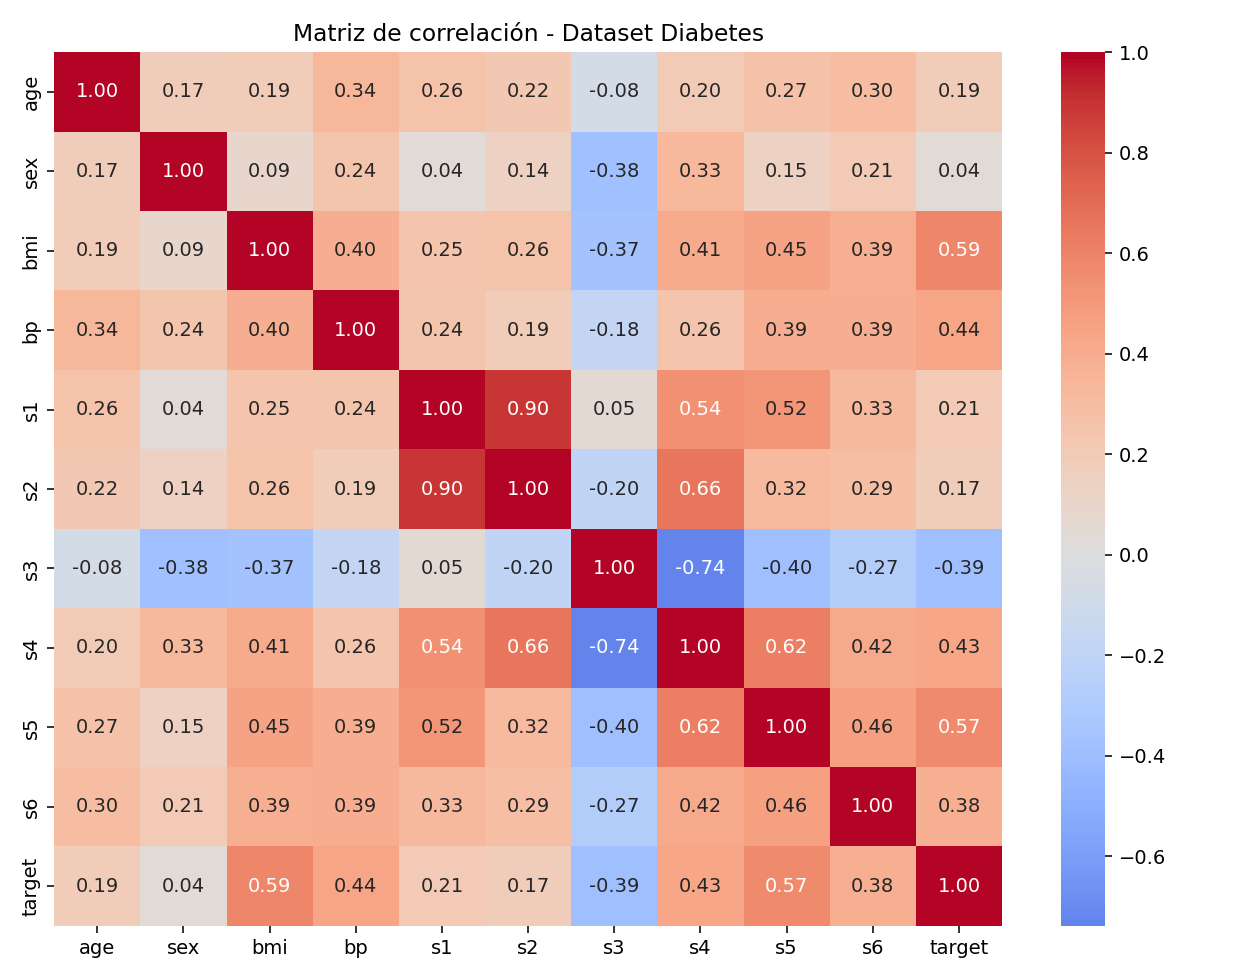 Matriz de correlación - Dataset Diabetes
age 1.00 0.17 0.19 0.34 0.26 0.22 -0.08 0.20 0.27 0.30 0.19
sex 0.17 1.00 0.09 0.24 0.04 0.14 -0.38 0.33 0.15 0.21 0.04
bmi 0.19 0.09 1.00 0.40 0.25 0.26 -0.37 0.41 0.45 0.39 0.59
bp 0.34 0.24 0.40 1.00 0.24 0.19 -0.18 0.26 0.39 0.39 0.44
s1 0.26 0.04 0.25 0.24 1.00 0.90 0.05 0.54 0.52 0.33 0.21
s2 0.22 0.14 0.26 0.19 0.90 1.00 -0.20 0.66 0.32 0.29 0.17
s3 -0.08 -0.38 -0.37 -0.18 0.05 -0.20 1.00 -0.74 -0.40 -0.27 -0.39
s4 0.20 0.33 0.41 0.26 0.54 0.66 -0.74 1.00 0.62 0.42 0.43
s5 0.27 0.15 0.45 0.39 0.52 0.32 -0.40 0.62 1.00 0.46 0.57
s6 0.30 0.21 0.39 0.39 0.33 0.29 -0.27 0.42 0.46 1.00 0.38
target 0.19 0.04 0.59 0.44 0.21 0.17 -0.39 0.43 0.57 0.38 1.00
age sex bmi bp s1 s2 s3 s4 s5 s6 target
1.0
0.8
0.6
0.4
0.2
0.0
−0.2
−0.4
−0.6